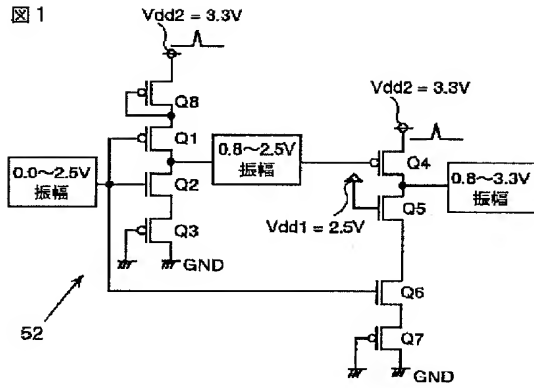 図1
Vdd2 = 3.3V
Q8
Q1
Q2
Q3
GND
0.0～2.5V
振幅
0.8～2.5V
振幅
Vdd2 = 3.3V
Q4
Q5
Vdd1 = 2.5V
0.8～3.3V
振幅
Q6
Q7
GND
52